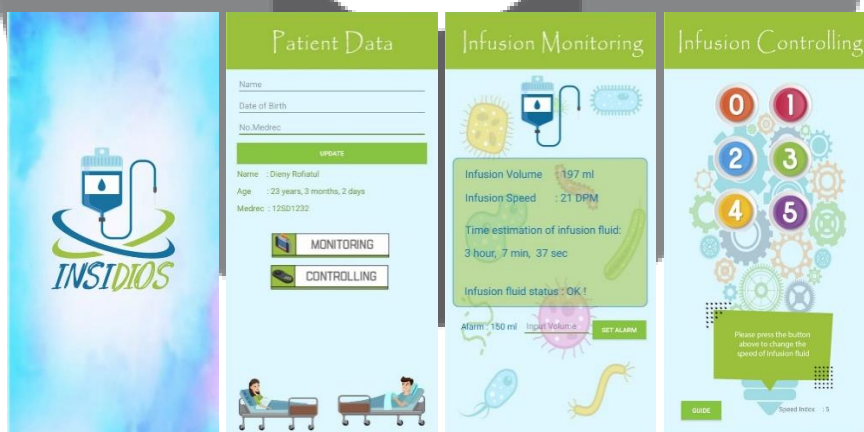 INSIDIOS
Patient Data
Name
Date of Birth
No.Medrec
UPDATE
Name : Dieny Rofiatul
Age : 23 years, 3 months, 2 days
Medrec : 12SD1232
MONITORING
CONTROLLING
Infusion Monitoring
Infusion Volume : 197 ml
Infusion Speed : 21 DPM
Time estimation of infusion fluid:
3 hour, 7 min, 37 sec
Infusion fluid status : OK !
Alarm : 150 ml Input Volume SET ALARM
Infusion Controlling
0 1
2 3
4 5
Please press the button
above to change the
speed of infusion fluid
GUIDE Speed Index : 5